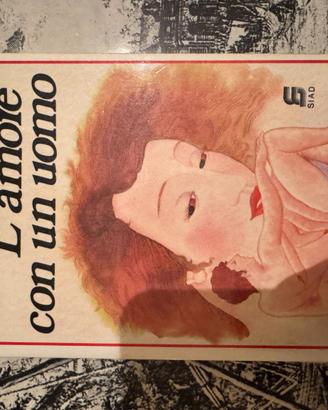 L'amore
con un uomo
SIAD